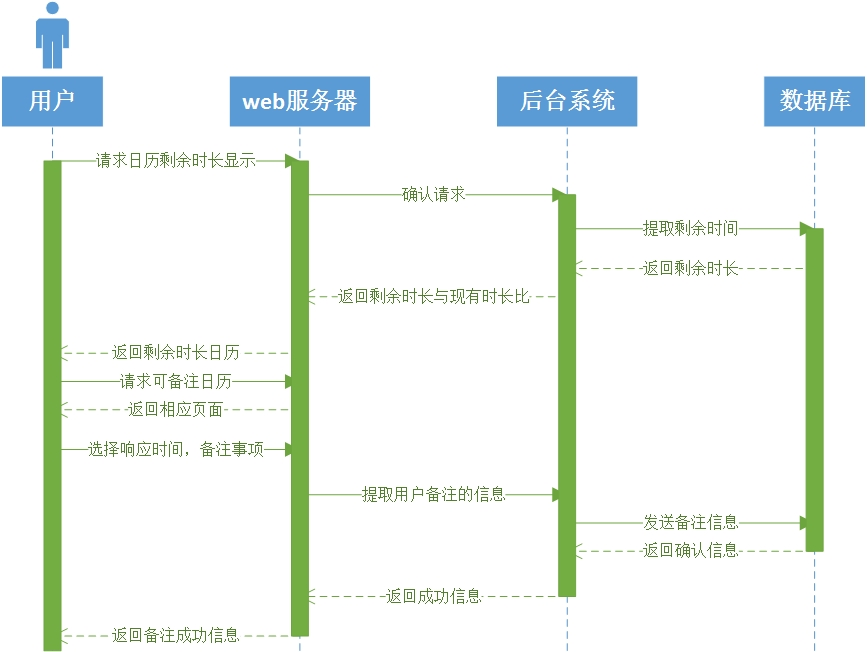 用户
web服务器
后台系统
数据库
请求日历剩余时长显示
确认请求
提取剩余时间
返回剩余时长
返回剩余时长与现有时长比
返回剩余时长日历
请求可备注日历
返回相应页面
选择响应时间，备注事项
提取用户备注的信息
发送备注信息
返回确认信息
返回成功信息
返回备注成功信息